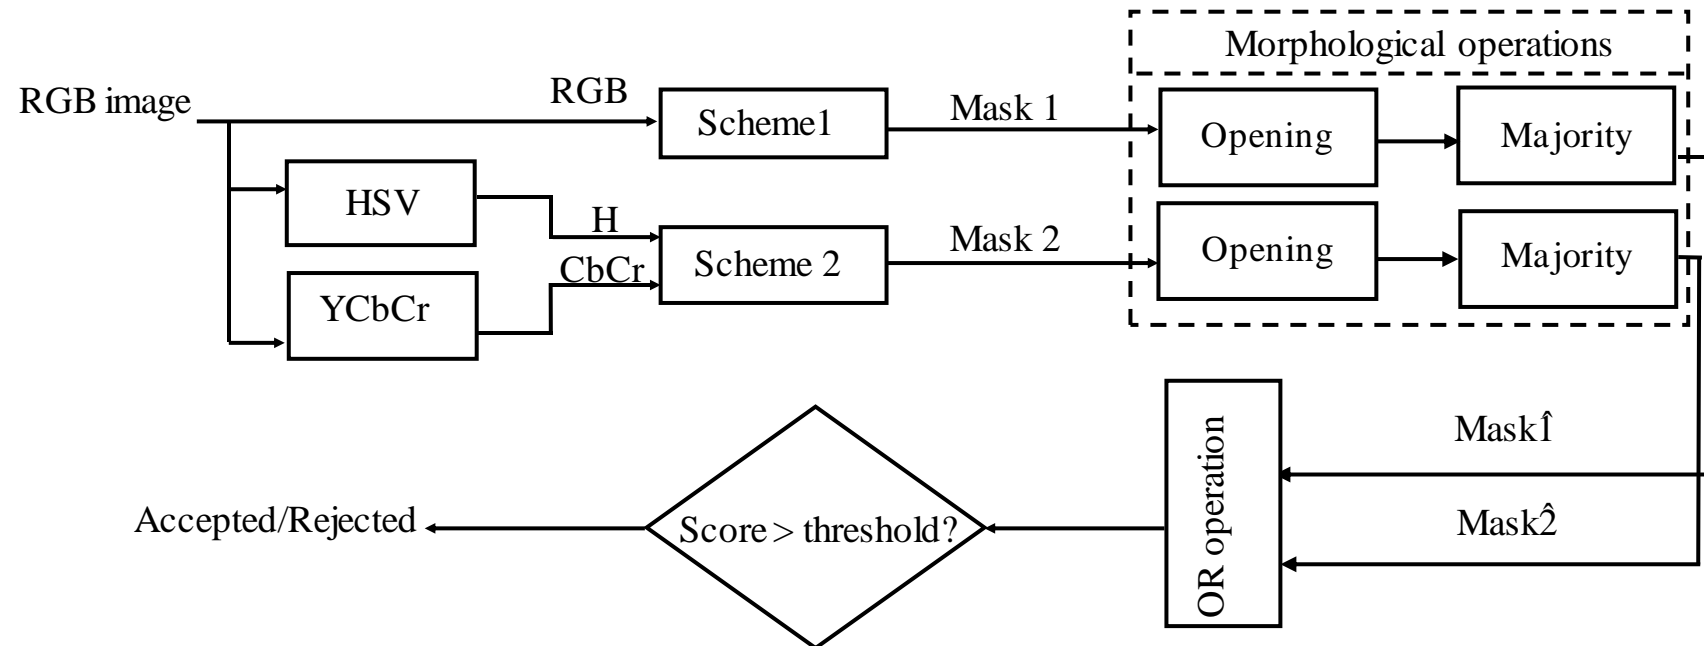 Morphological operations
RGB image
RGB
Scheme1
Mask 1
Opening
Majority
HSV
H
Scheme 2
Mask 2
Opening
Majority
CbCr
YCbCr
Mask1̂
OR operation
Accepted/Rejected
Score > threshold?
Mask2̂